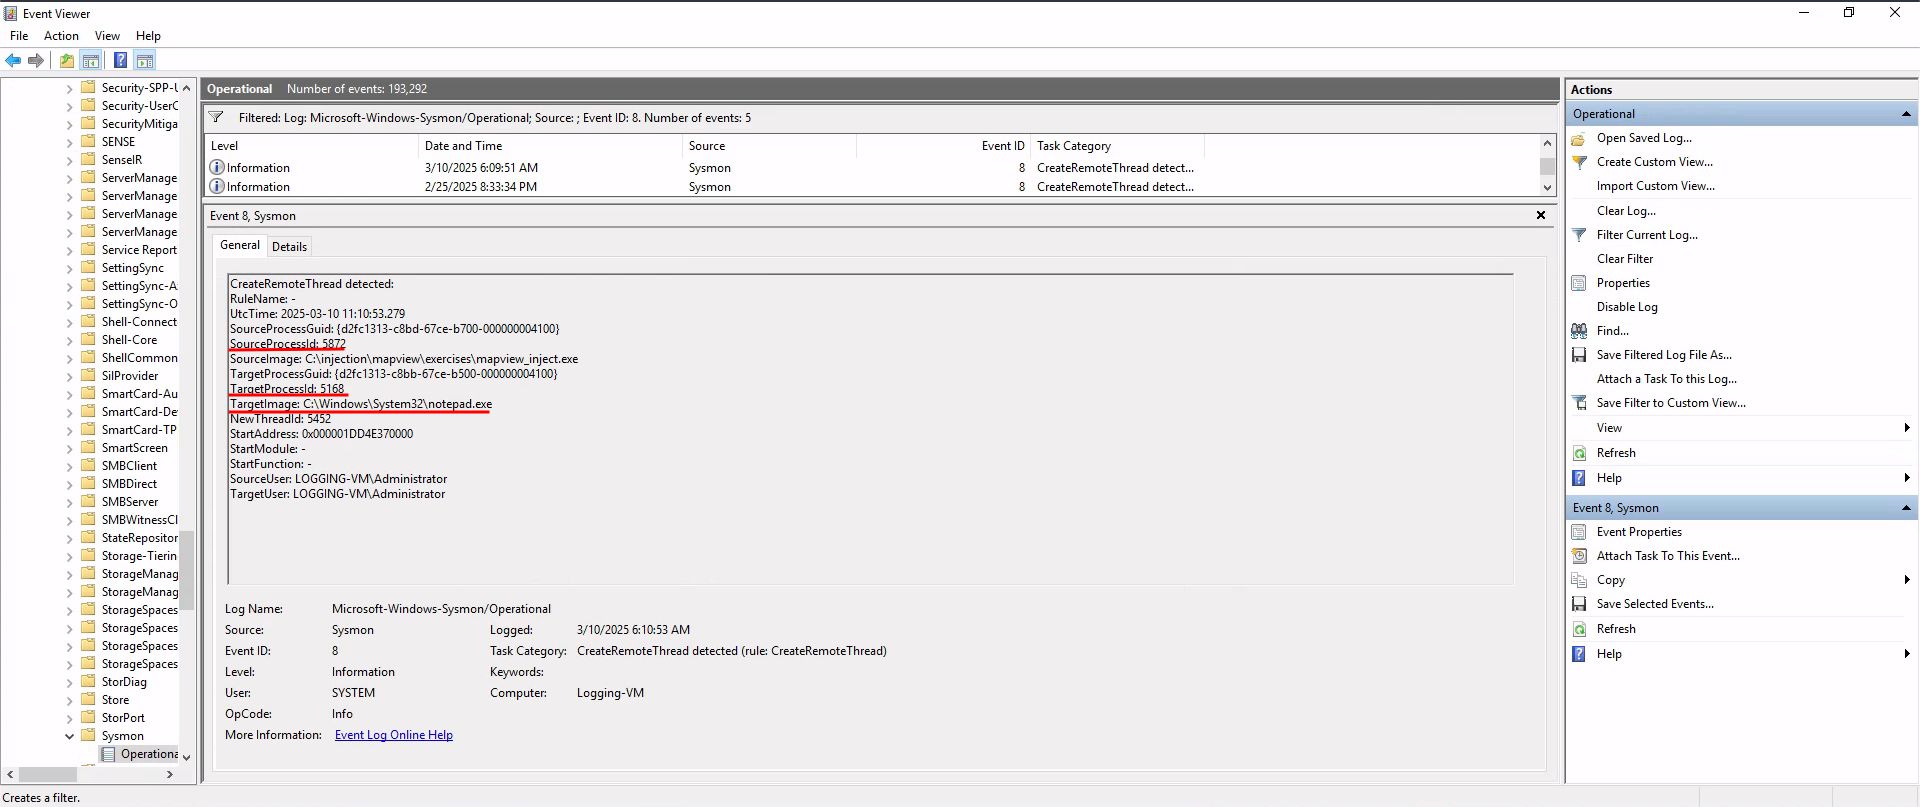 Event Viewer
File Action View Help
Security-SPP-U
Security-UserC
SecurityMitiga
SENSE
SenseIR
ServerManage
ServerManage
ServerManage
ServerManage
Service Report
SettingSync
SettingSync-A
SettingSync-O
Shell-Connect
Shell-Core
ShellCommon
SilProvider
SmartCard-Au
SmartCard-De
SmartCard-TP
SmartScreen
SMBClient
SMBDirect
SMBServer
SMBWitnessCl
StateRepositor
Storage-Tierin
StorageManag
StorageManag
StorageSpaces
StorageSpaces
StorageSpaces
StorageSpaces
StorDiag
Store
StorPort
Sysmon
Operationa
Operational Number of events: 193,292
Filtered: Log: Microsoft-Windows-Sysmon/Operational; Source: ; Event ID: 8. Number of events: 5
Level Date and Time Source Event ID Task Category
Information 3/10/2025 6:09:51 AM Sysmon 8 CreateRemoteThread detect...
Information 2/25/2025 8:33:34 PM Sysmon 8 CreateRemoteThread detect...
Event 8, Sysmon
General Details
CreateRemoteThread detected:
RuleName: -
UtcTime: 2025-03-10 11:10:53.279
SourceProcessGuid: {d2fc1313-c8bd-67ce-b700-000000004100}
SourceProcessId: 5872
SourceImage: C:\injection\mapview\exercises\mapview_inject.exe
TargetProcessGuid: {d2fc1313-c8bb-67ce-b500-000000004100}
TargetProcessId: 5168
TargetImage: C:\Windows\System32\notepad.exe
NewThreadId: 5452
StartAddress: 0x000001DD4E370000
StartModule: -
StartFunction: -
SourceUser: LOGGING-VM\Administrator
TargetUser: LOGGING-VM\Administrator
Log Name: Microsoft-Windows-Sysmon/Operational
Source: Sysmon Logged: 3/10/2025 6:10:53 AM
Event ID: 8 Task Category: CreateRemoteThread detected (rule: CreateRemoteThread)
Level: Information Keywords:
User: SYSTEM Computer: Logging-VM
OpCode: Info
More Information: Event Log Online Help
Actions
Operational
Open Saved Log...
Create Custom View...
Import Custom View...
Clear Log...
Filter Current Log...
Clear Filter
Properties
Disable Log
Find...
Save Filtered Log File As...
Attach a Task To this Log...
Save Filter to Custom View...
View
Refresh
Help
Event 8, Sysmon
Event Properties
Attach Task To This Event...
Copy
Save Selected Events...
Refresh
Help
Creates a filter.